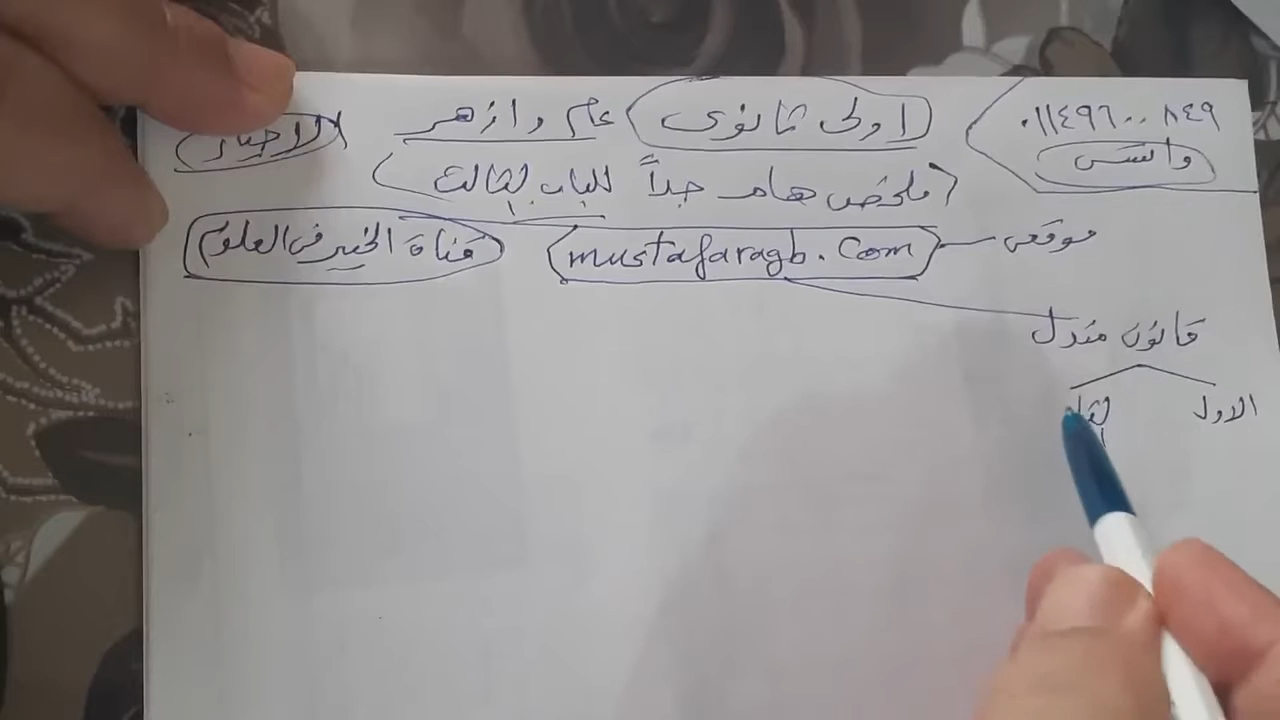 ٠١١٤٩٦٠٠٨٤٩ اولى ثانوى عام وازهر الاحياء
واتس
(ملخص هام جداً للباب الثالث)
موقعى mustafaragb.com قناة الخير فى العلوم
قانون مندل
الاول